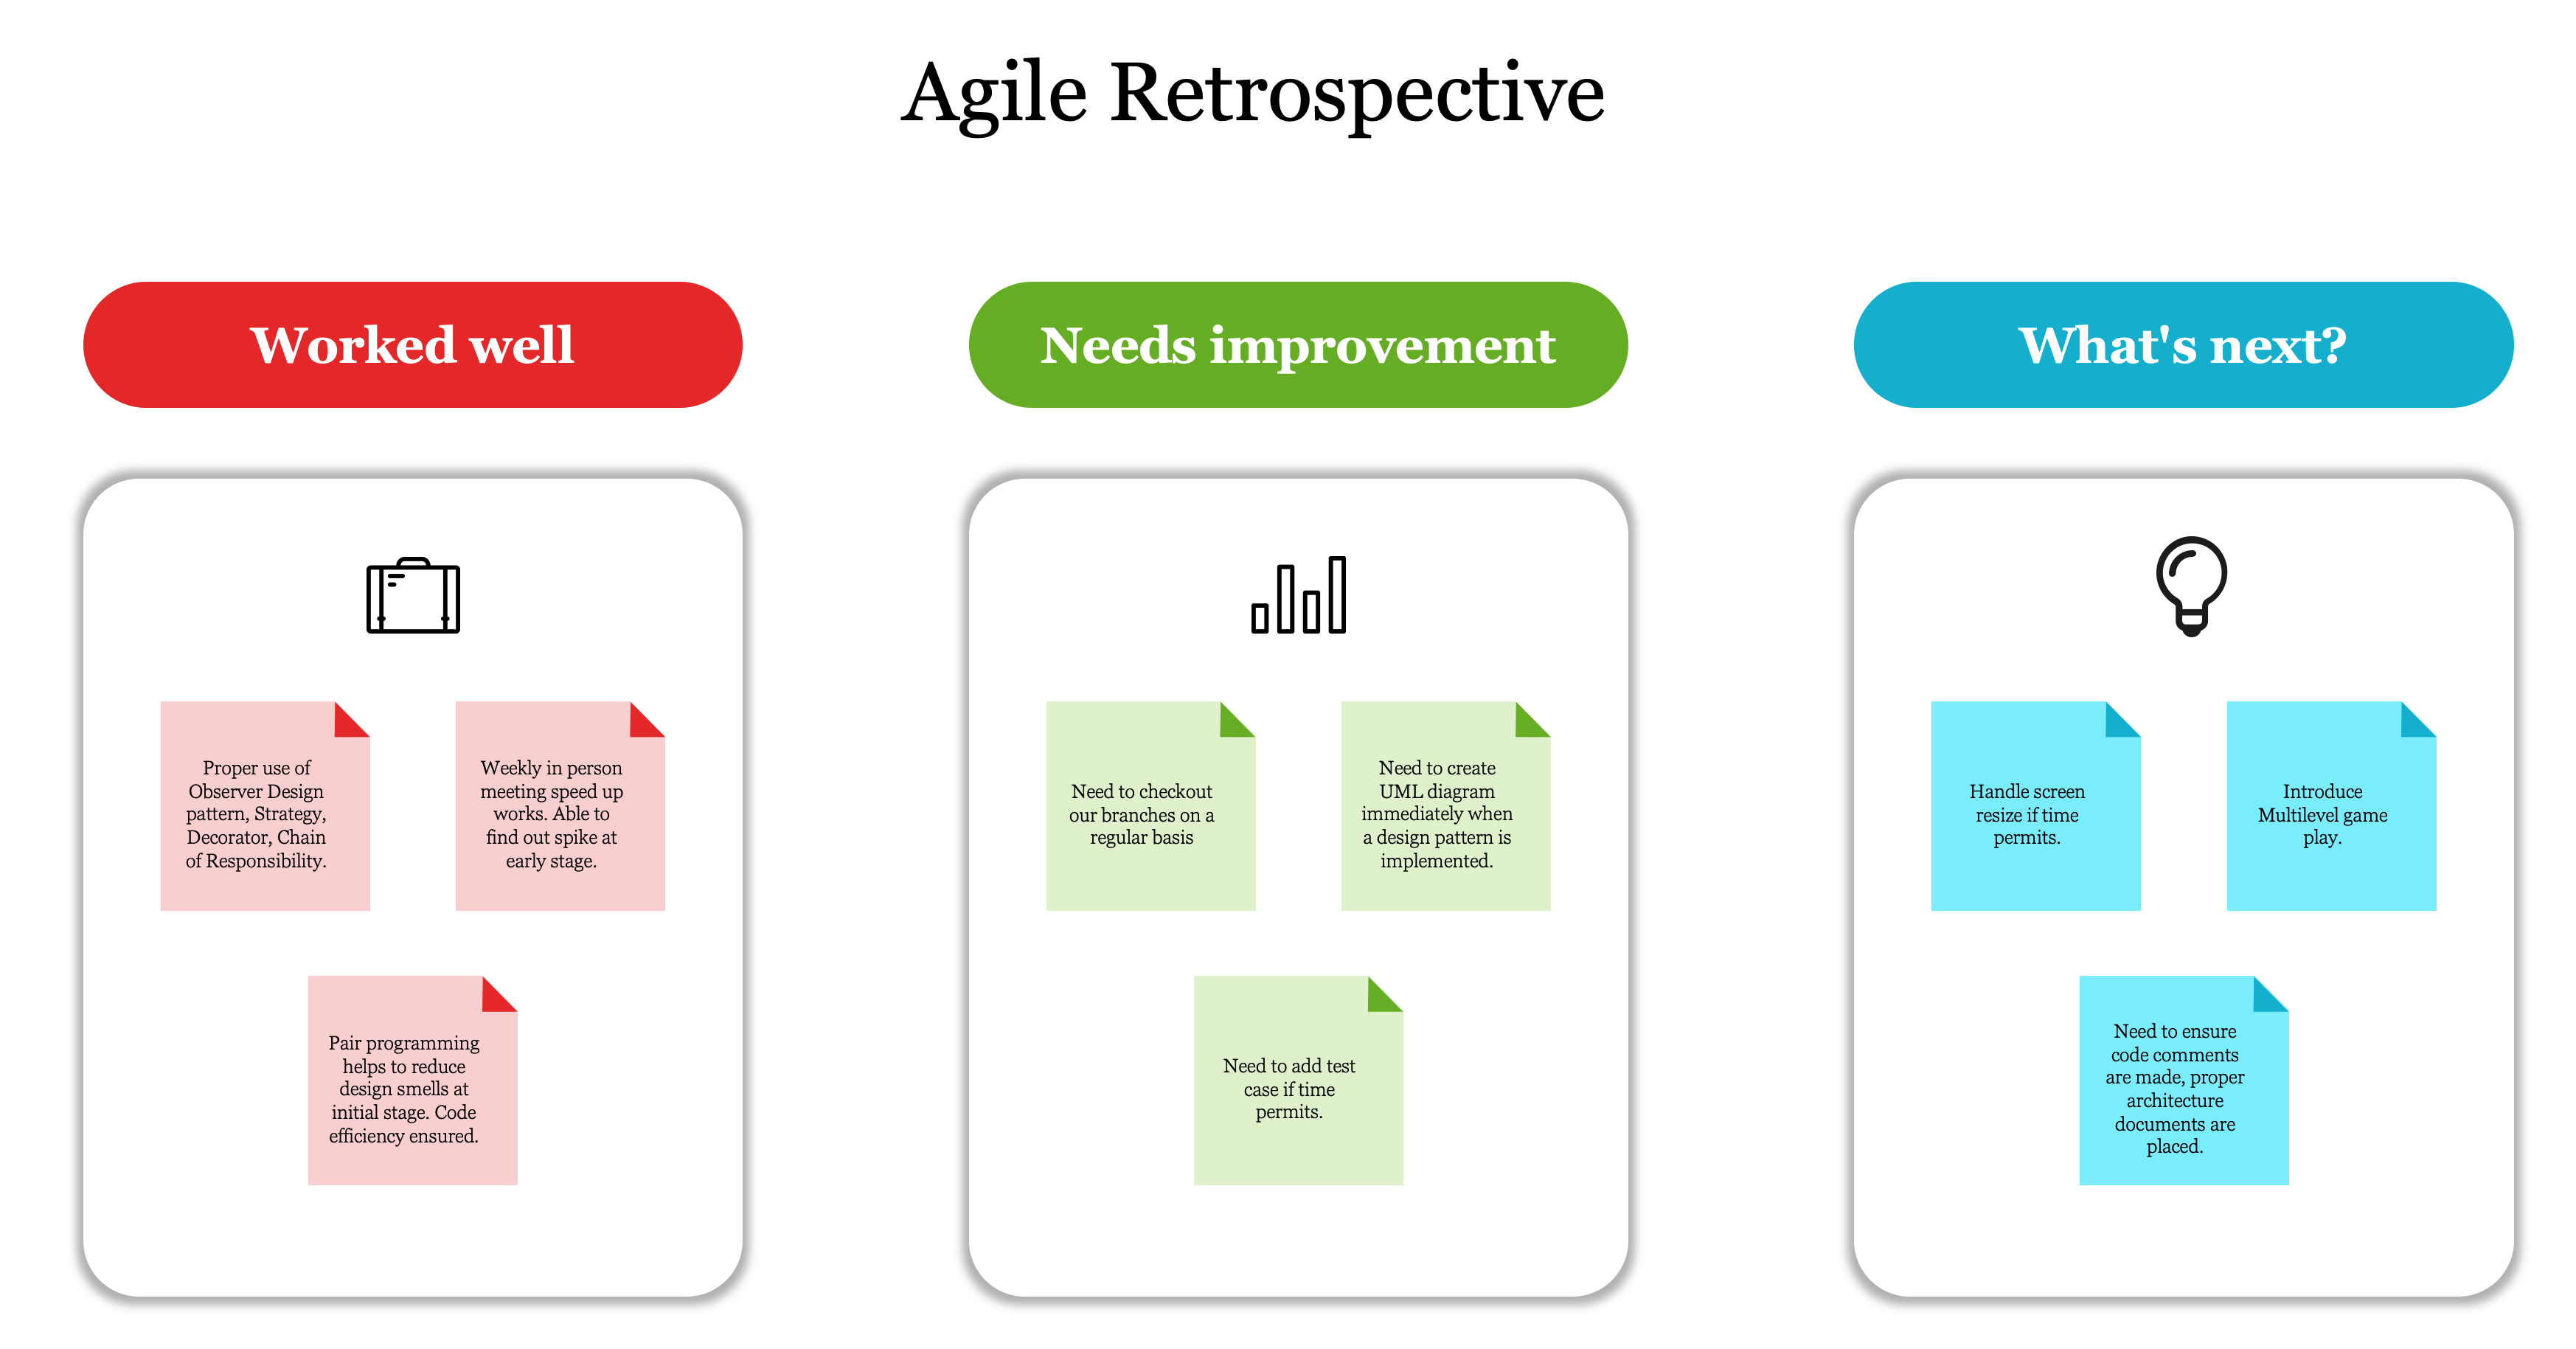 Agile Retrospective
Worked well
Needs improvement
What's next?
Proper use of
Observer Design
pattern, Strategy,
Decorator, Chain
of Responsibility.
Weekly in person
meeting speed up
works. Able to
find out spike at
early stage.
Pair programming
helps to reduce
design smells at
initial stage. Code
efficiency ensured.
Need to checkout
our branches on a
regular basis
Need to create
UML diagram
immediately when
a design pattern is
implemented.
Need to add test
case if time
permits.
Handle screen
resize if time
permits.
Introduce
Multilevel game
play.
Need to ensure
code comments
are made, proper
architecture
documents are
placed.